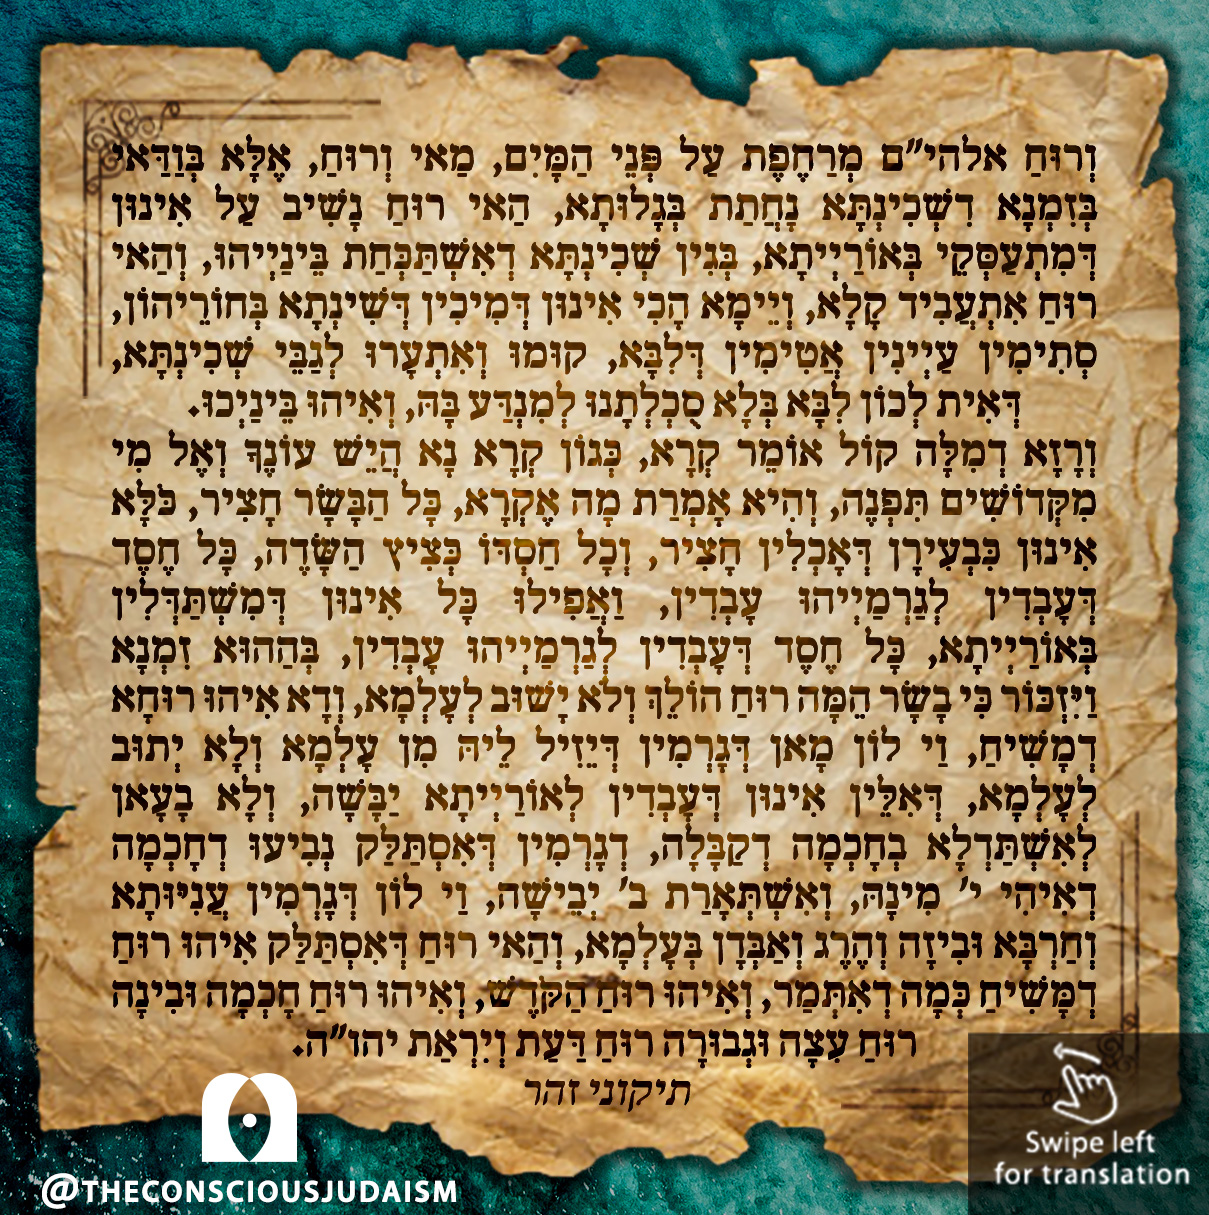 וְרוּחַ אלהי״ם מְרַחֶפֶת עַל פְּנֵי הַמָּיִם, מַאי וְרוּחַ, אֶלָּא בְּוַדַּאי
בְּזִמְנָא דִשְׁכִינְתָּא נָחֲתַת בְּגָלוּתָא, הַאי רוּחַ נָשִׁיב עַל אִינוּן
דְּמִתְעַסְּקֵי בְּאוֹרַיְיתָא, בְּגִין שְׁכִינְתָּא דְאִשְׁתַּכְּחַת בֵּינַיְיהוּ, וְהַאי
רוּחַ אִתְעֲבִיד קָלָא, וְיֵימָא הָכִי אִינוּן דְּמִיכִין דְּשִׁינְתָא בְּחוֹרֵיהוֹן,
סְתִימִין עַיְינִין אֲטִימִין דְּלִבָּא, קוּמוּ וְאִתְעָרוּ לְגַבֵּי שְׁכִינְתָּא,
דְּאִית לְכוֹן לִבָּא בְּלָא סֻכְלְתָנוּ לְמִנְדַּע בָּהּ, וְאִיהוּ בֵּינַיְכוּ.
וְרָזָא דְמִלָּה קוֹל אוֹמֵר קְרָא, כְּגוֹן קְרָא נָא הֲיֵשׁ עוֹנֶךָּ וְאֶל מִי
מִקְּדוֹשִׁים תִּפְנֶה, וְהִיא אָמְרַת מָה אֶקְרָא, כָּל הַבָּשָׂר חָצִיר, כֹּלָּא
אִינוּן כִּבְעִירָן דְּאָכְלִין חָצִיר, וְכָל חַסְדּוֹ כְּצִיץ הַשָּׂדֶה, כָּל חֶסֶד
דְּעָבְדִין לְגַרְמַיְיהוּ עָבְדִין, וַאֲפִילוּ כָּל אִינוּן דְּמִשְׁתַּדְּלִין
בְּאוֹרַיְיתָא, כָּל חֶסֶד דְּעָבְדִין לְגַרְמַיְיהוּ עָבְדִין, בְּהַהוּא זִמְנָא
וַיִּזְכּוֹר כִּי בָשָׂר הֵמָּה רוּחַ הוֹלֵךְ וְלֹא יָשׁוּב לְעָלְמָא, וְדָא אִיהוּ רוּחָא
דְמָשִׁיחַ, וַי לוֹן מָאן דְּגָרְמִין דְּיֵזִיל לֵיהּ מִן עָלְמָא וְלָא יְתוּב
לְעָלְמָא, דְּאִלֵּין אִינוּן דְּעָבְדִין לְאוֹרַיְיתָא יַבָּשָׁה, וְלָא בָעָאן
לְאִשְׁתַּדְּלָא בְחָכְמָה דְקַבָּלָה, דְגָרְמִין דְּאִסְתַּלַּק נְבִיעוּ דְחָכְמָה
דְאִיהִי י׳ מִינָהּ, וְאִשְׁתְּאָרַת ב׳ יְבֵישָׁה, וַי לוֹן דְּגָרְמִין עֲנִיּוּתָא
וְחַרְבָּא וּבִיזָה וְהֶרֶג וְאַבְּדָן בְּעָלְמָא, וְהַאי רוּחַ דְּאִסְתַּלַּק אִיהוּ רוּחַ
דְמָּשִׁיחַ כְּמָה דְאִתְּמַר, וְאִיהוּ רוּחַ הַקֹּדֶשׁ, וְאִיהוּ רוּחַ חָכְמָה וּבִינָה
רוּחַ עֵצָה וּגְבוּרָה רוּחַ דַּעַת וְיִרְאַת יהו״ה.
תיקוני זהר
Swipe left
for translation
@THECONSCIOUSJUDAISM